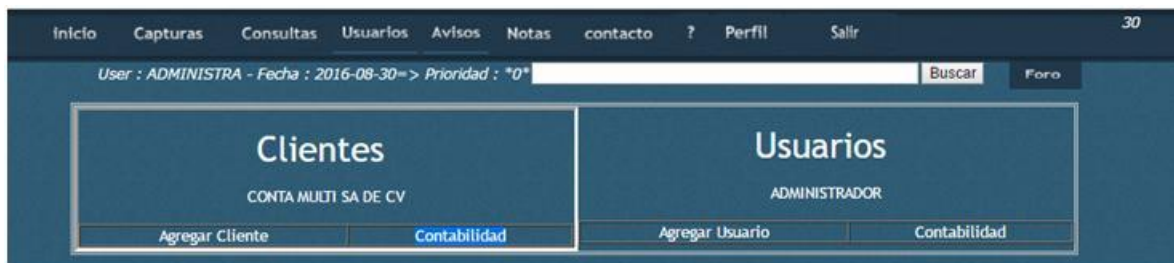 Inicio Capturas Consultas Usuarios Avisos Notas contacto ? Perfil Salir 30
User : ADMINISTRA - Fecha : 2016-08-30=> Prioridad : *0* Buscar Foro
Clientes
CONTA MULTI SA DE CV
Agregar Cliente Contabilidad
Usuarios
ADMINISTRADOR
Agregar Usuario Contabilidad